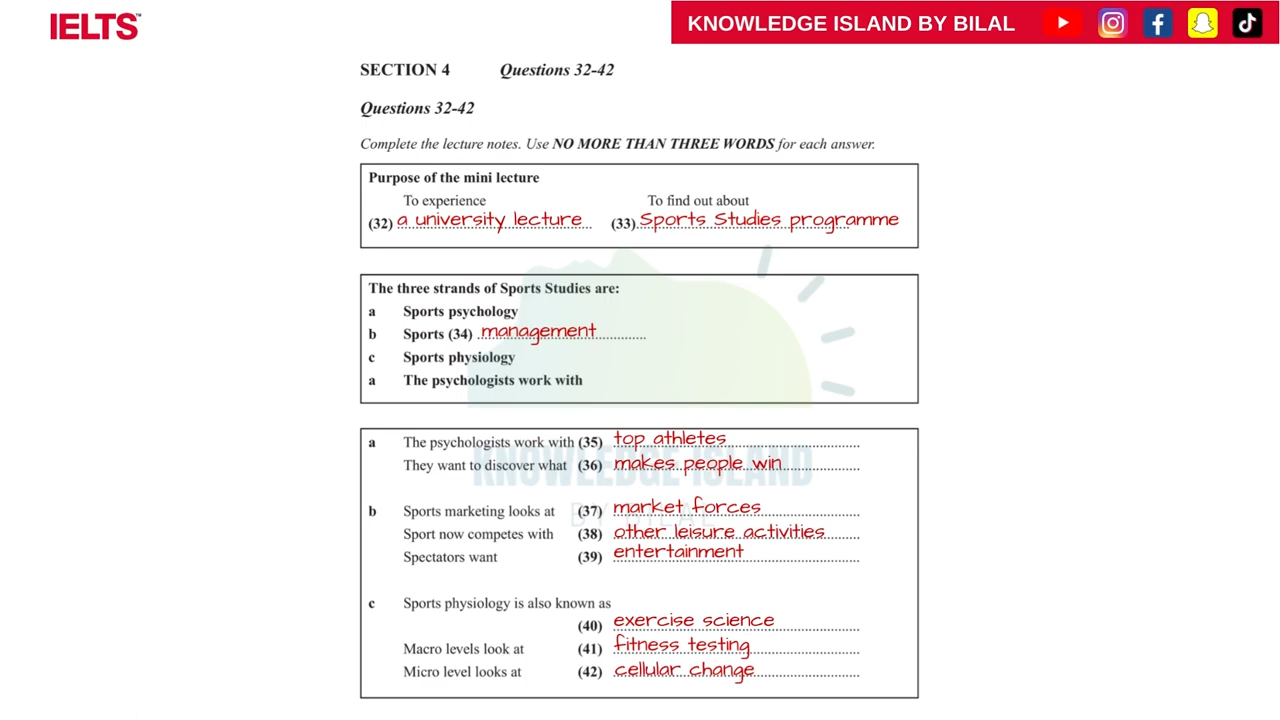 IELTS™
KNOWLEDGE ISLAND BY BILAL
SECTION 4 Questions 32-42
Questions 32-42
Complete the lecture notes. Use NO MORE THAN THREE WORDS for each answer.
Purpose of the mini lecture
To experience To find out about
(32) a university lecture (33) Sports Studies programme
The three strands of Sports Studies are:
a Sports psychology
b Sports (34) management
c Sports physiology
a The psychologists work with
a The psychologists work with (35) top athletes
They want to discover what (36) makes people win
KNOWLEDGE ISLAND
b Sports marketing looks at (37) market forces
BY BILAL
Sport now competes with (38) other leisure activities
Spectators want (39) entertainment
c Sports physiology is also known as
(40) exercise science
Macro levels look at (41) fitness testing
Micro level looks at (42) cellular change